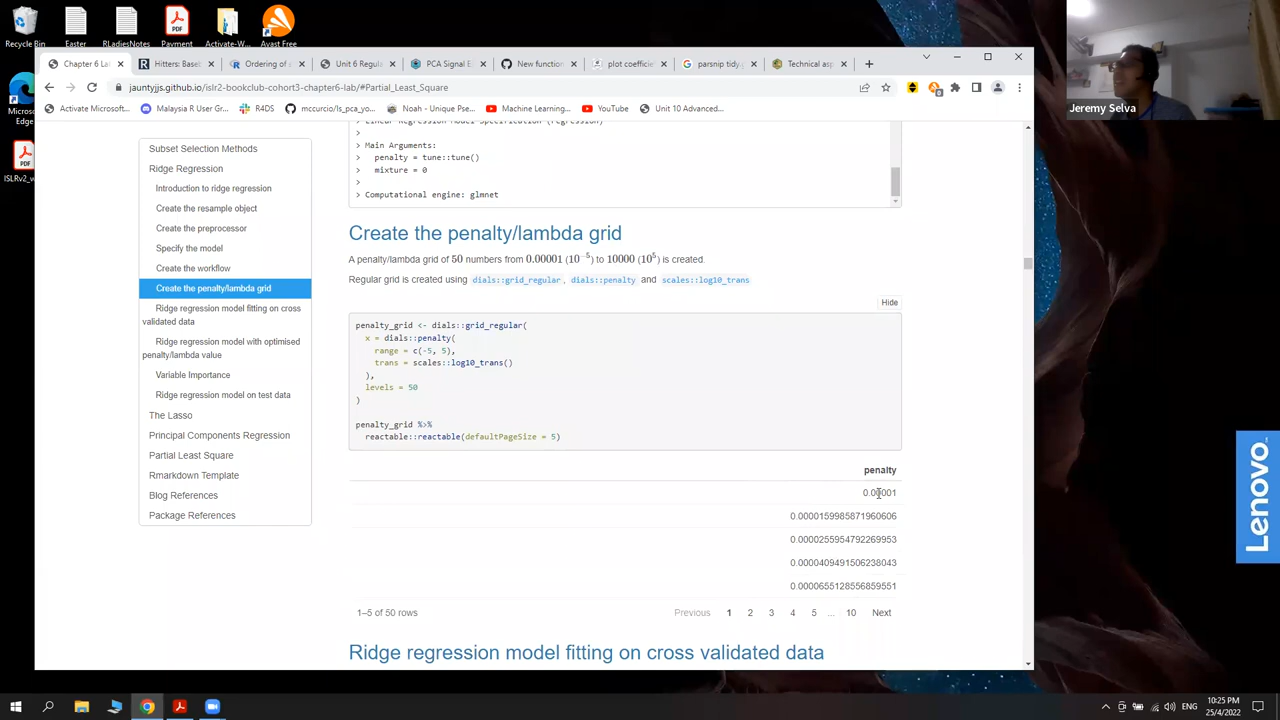 Recycle Bin
Easter
RLadiesNotes
Payment
Activate-W...
Avast Free
Microsoft Edge
ISLRv2_w
Chapter 6 La
Hitters: Baseb
Ordering of
Unit 6 Regula
PCA Signal E
New function
plot coefficien
parsnip tidy
Technical asp
jauntyjjs.github.io/islr2-bookclub-cohort3-chapter6-lab/#Partial_Least_Square
Activate Microsoft...
Malaysia R User Gr...
R4DS
mccurcio/ls_pca_yo...
Noah - Unique Pse...
Machine Learning...
YouTube
Unit 10 Advanced...
Jeremy Selva
Subset Selection Methods
Ridge Regression
Introduction to ridge regression
Create the resample object
Create the preprocessor
Specify the model
Create the workflow
Create the penalty/lambda grid
Ridge regression model fitting on cross
validated data
Ridge regression model with optimised
penalty/lambda value
Variable Importance
Ridge regression model on test data
The Lasso
Principal Components Regression
Partial Least Square
Rmarkdown Template
Blog References
Package References
> Linear Regression Model Specification (regression)
>
> Main Arguments:
>   penalty = tune::tune()
>   mixture = 0
>
> Computational engine: glmnet
Create the penalty/lambda grid
A penalty/lambda grid of 50 numbers from 0.00001 (10⁻⁵) to 10000 (10⁵) is created.
Regular grid is created using dials::grid_regular, dials::penalty and scales::log10_trans
Hide
penalty_grid <- dials::grid_regular(
  x = dials::penalty(
    range = c(-5, 5),
    trans = scales::log10_trans()
  ),
  levels = 50
)
penalty_grid %>%
  reactable::reactable(defaultPageSize = 5)
penalty
0.00001
0.0000159985871960606
0.0000255954792269953
0.0000409491506238043
0.0000655128556859551
1–5 of 50 rows
Previous 1 2 3 4 5 ... 10 Next
Ridge regression model fitting on cross validated data
Lenovo
10:25 PM
25/4/2022